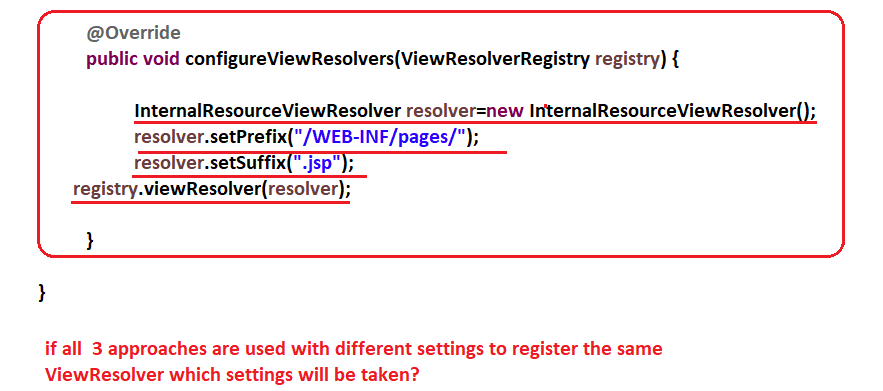 @Override
public void configureViewResolvers(ViewResolverRegistry registry) {
InternalResourceViewResolver resolver=new InternalResourceViewResolver();
resolver.setPrefix("/WEB-INF/pages/");
resolver.setSuffix(".jsp");
registry.viewResolver(resolver);
}
}
if all 3 approaches are used with different settings to register the same
ViewResolver which settings will be taken?